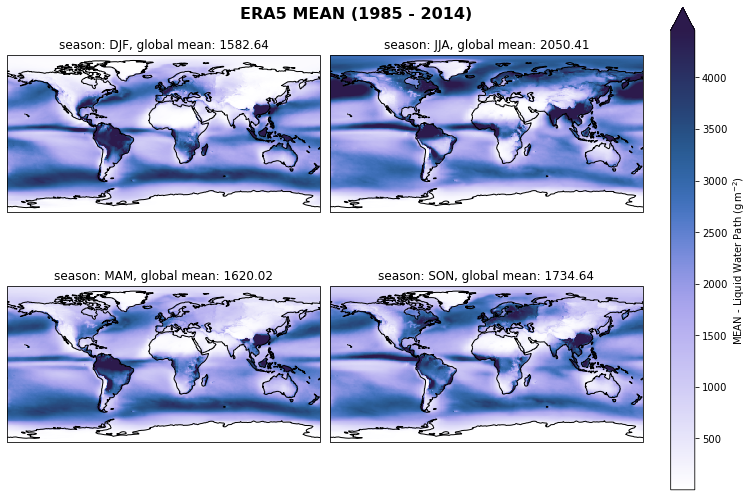 ERA5 MEAN (1985 - 2014)
season: DJF, global mean: 1582.64
season: JJA, global mean: 2050.41
season: MAM, global mean: 1620.02
season: SON, global mean: 1734.64
4000
3500
3000
2500
2000
1500
1000
500
MEAN - Liquid Water Path (g m⁻²)